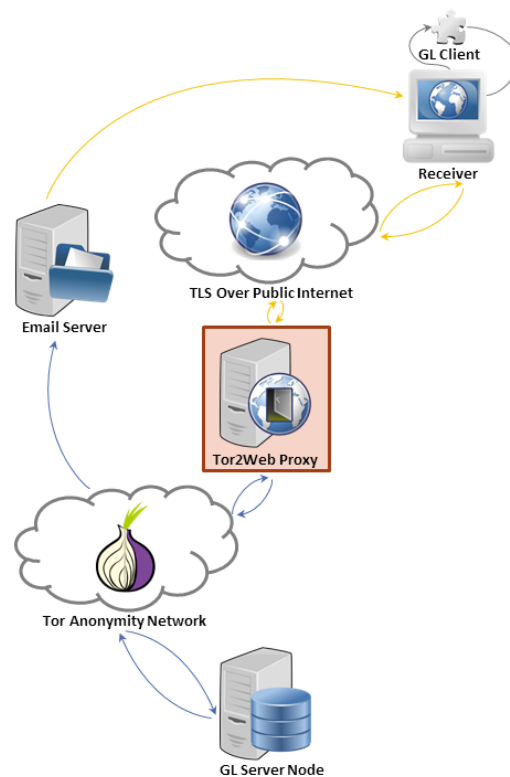 GL Client
Receiver
TLS Over Public Internet
Email Server
Tor2Web Proxy
Tor Anonymity Network
GL Server Node